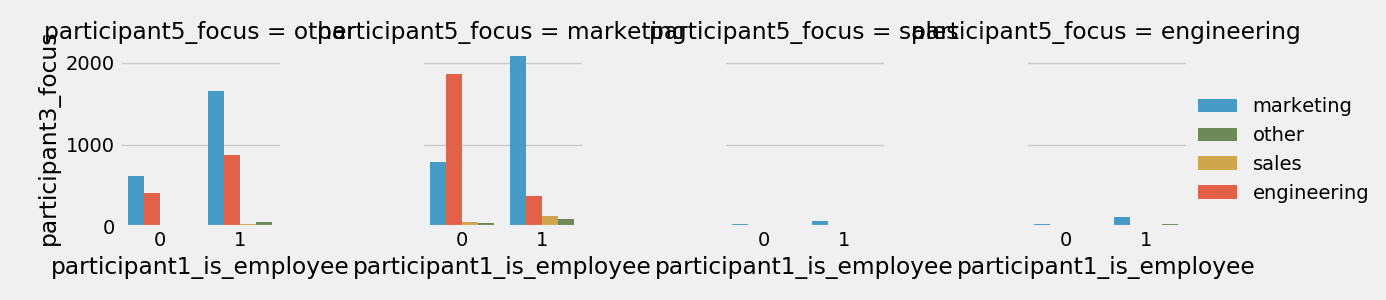 participant5_focus = other
participant5_focus = marketing
participant5_focus = sales
participant5_focus = engineering
participant3_focus
2000
1000
0
0 1
0 1
0 1
0 1
participant1_is_employee
participant1_is_employee
participant1_is_employee
participant1_is_employee
marketing
other
sales
engineering